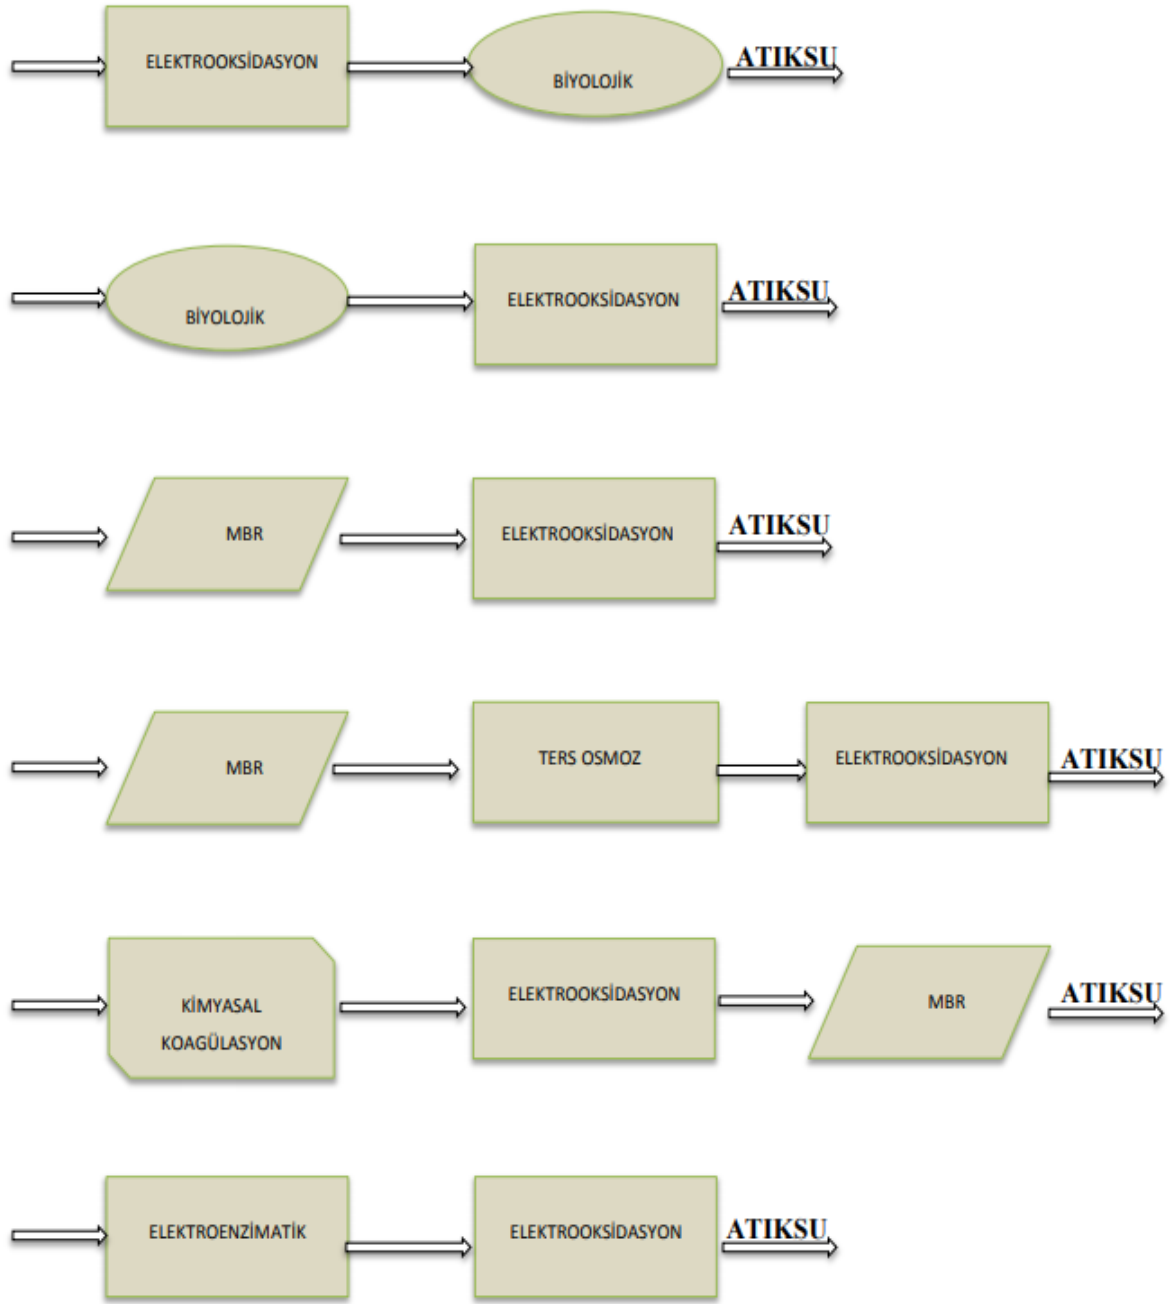 ELEKTROOKSİDASYON
BİYOLOJİK
ATIKSU
BİYOLOJİK
ELEKTROOKSİDASYON
ATIKSU
MBR
ELEKTROOKSİDASYON
ATIKSU
MBR
TERS OSMOZ
ELEKTROOKSİDASYON
ATIKSU
KİMYASAL
KOAGÜLASYON
ELEKTROOKSİDASYON
MBR
ATIKSU
ELEKTROENZİMATİK
ELEKTROOKSİDASYON
ATIKSU